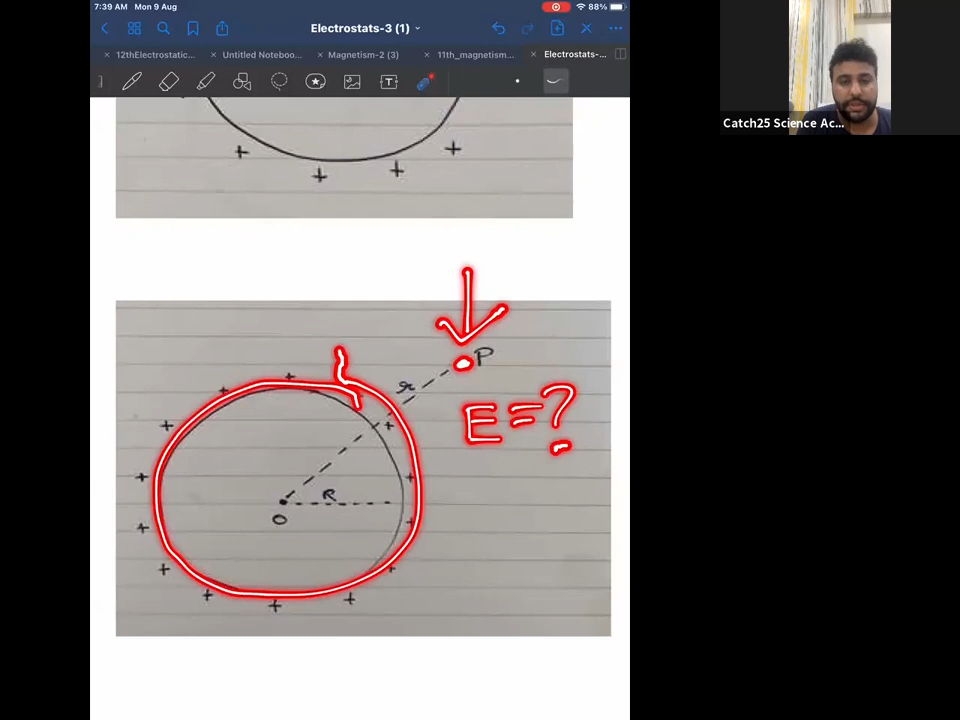 7:39 AM Mon 9 Aug
88%
Electrostats-3 (1)
12thElectrostatic...
Untitled Noteboo...
Magnetism-2 (3)
11th_magnetism...
Electrostats-...
T
Catch25 Science Ac...
+ + + +
P
r
E=?
R
O
+ + + + + + + + + + + + +